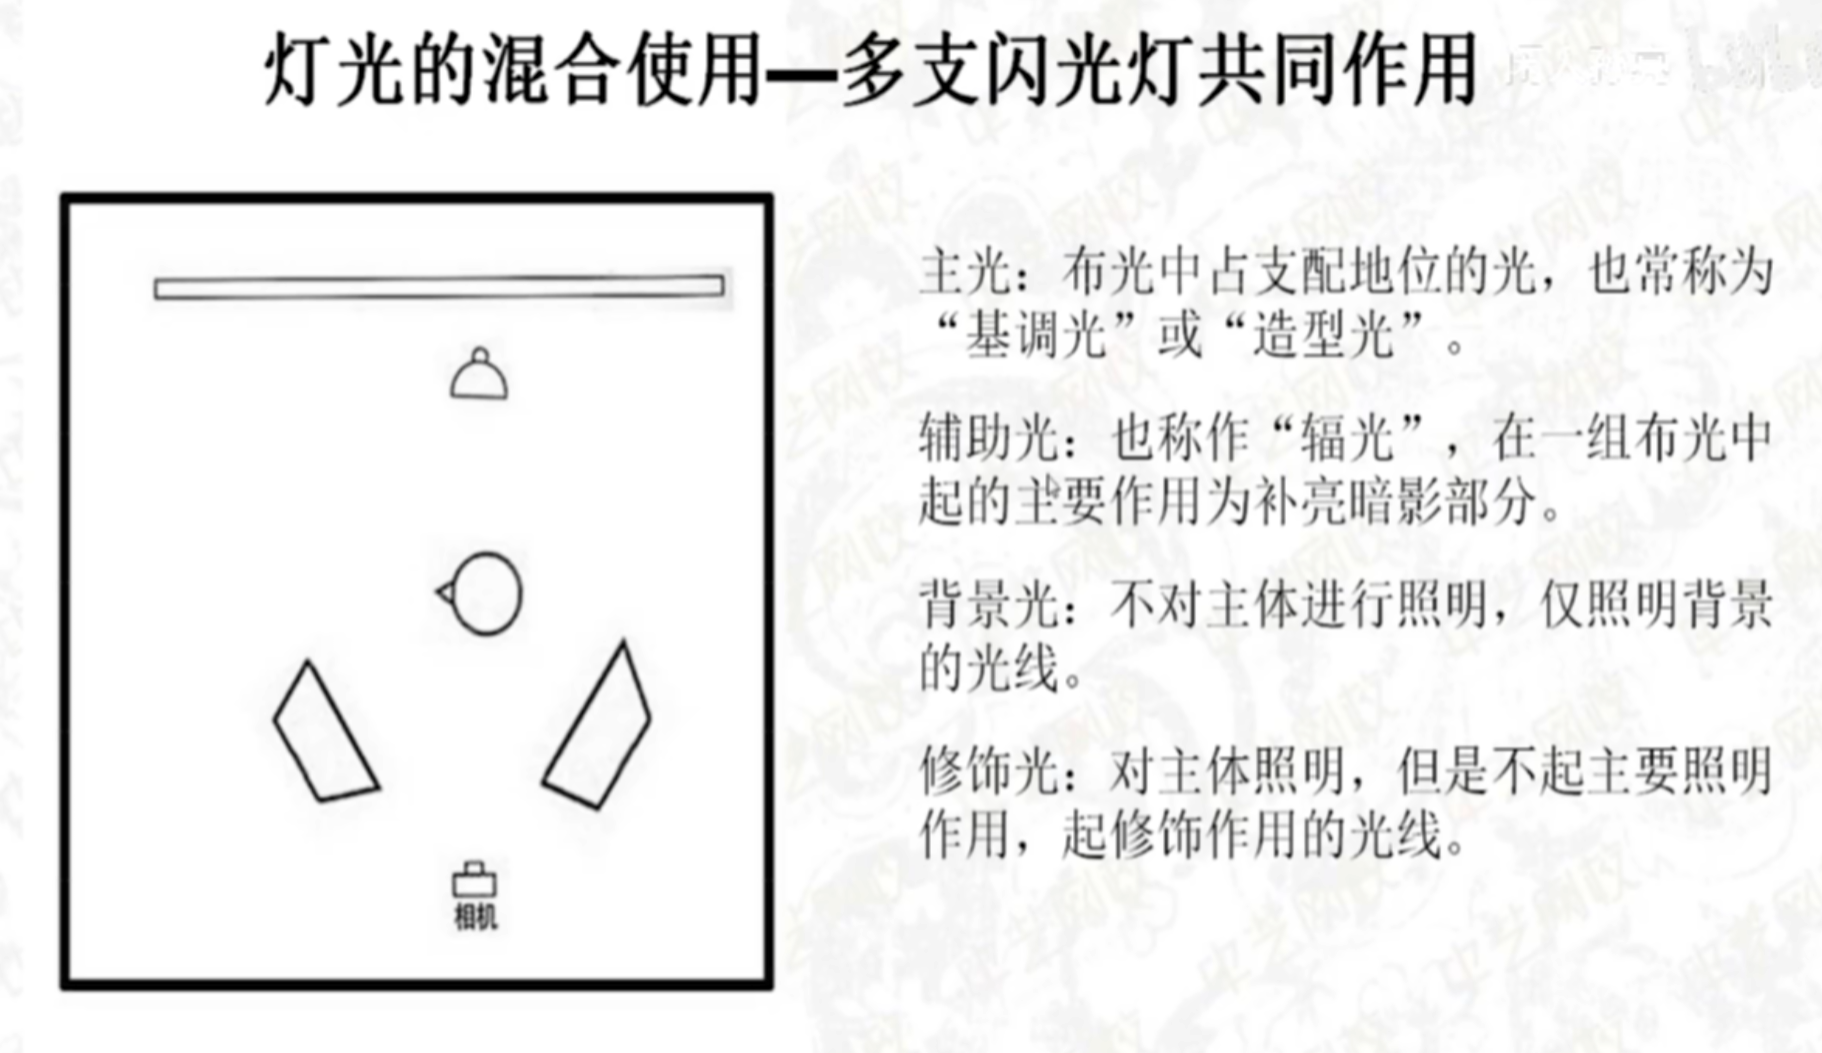 灯光的混合使用—多支闪光灯共同作用
主光：布光中占支配地位的光，也常称为
“基调光”或“造型光”。
辅助光：也称作“辐光”，在一组布光中
起的主要作用为补亮暗影部分。
背景光：不对主体进行照明，仅照明背景
的光线。
修饰光：对主体照明，但是不起主要照明
作用，起修饰作用的光线。
相机